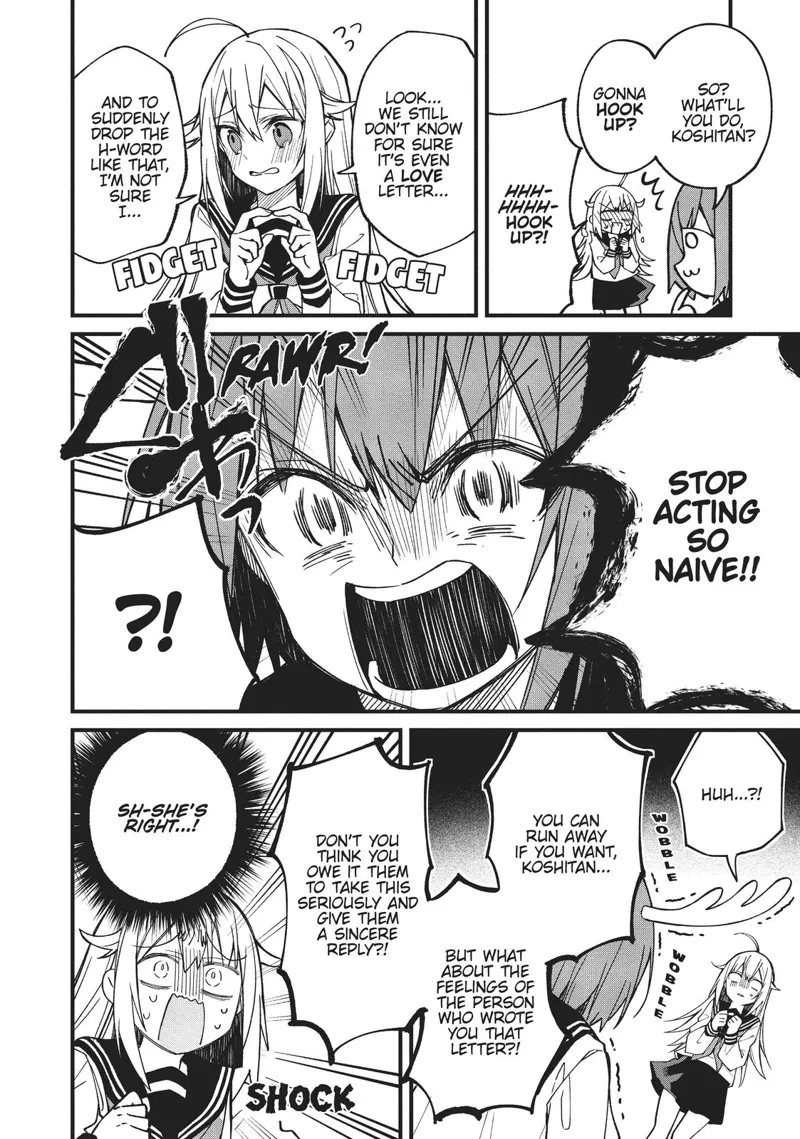 SO?
WHAT'LL
YOU DO,
KOSHITAN?
GONNA
HOOK
UP?
HHH-
HHHH-
HOOK
UP?!
LOOK...
WE STILL
DON'T KNOW
FOR SURE
IT'S EVEN
A LOVE
LETTER...
AND TO
SUDDENLY
DROP THE
H-WORD
LIKE THAT,
I'M NOT
SURE
I...
FIDGET
FIDGET
STOP
ACTING
SO
NAIVE!!
RAWR!
?!
HUH...?!
WOBBLE
WOBBLE
YOU CAN
RUN AWAY
IF YOU WANT,
KOSHITAN...
BUT WHAT
ABOUT THE
FEELINGS OF
THE PERSON
WHO WROTE
YOU THAT
LETTER?!
DON'T YOU
THINK YOU
OWE IT THEM
TO TAKE THIS
SERIOUSLY AND
GIVE THEM
A SINCERE
REPLY?!
SH-SHE'S
RIGHT...!
SHOCK